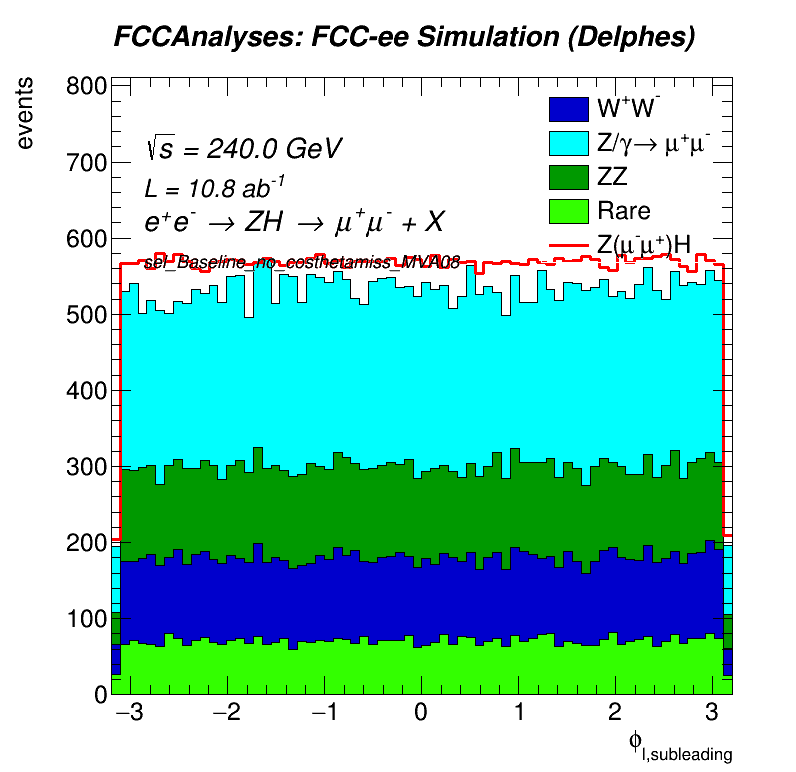 FCCAnalyses: FCC-ee Simulation (Delphes)
events
800
700
600
500
400
300
200
100
0
√s = 240.0 GeV
L = 10.8 ab⁻¹
e⁺e⁻ → ZH → μ⁺μ⁻ + X
sel_Baseline_no_costhetamiss_MVA08
W⁺W⁻
Z/γ→ μ⁺μ⁻
ZZ
Rare
Z(μ⁻μ⁺)H
−3 −2 −1 0 1 2 3
ϕ_l,subleading